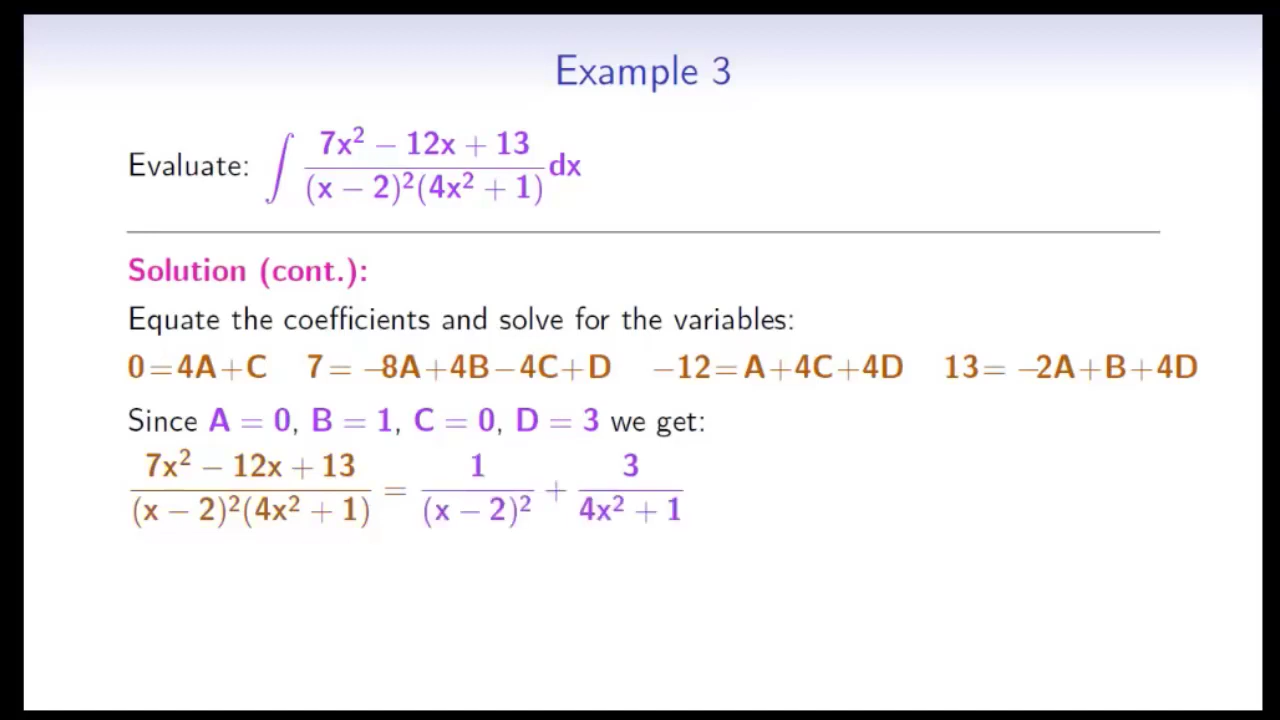 Example 3
Evaluate: ∫ (7x² − 12x + 13)/((x − 2)²(4x² + 1)) dx
Solution (cont.):
Equate the coefficients and solve for the variables:
0=4A+C 7= −8A+4B−4C+D −12=A+4C+4D 13= −2A+B+4D
Since A = 0, B = 1, C = 0, D = 3 we get:
(7x² − 12x + 13)/((x − 2)²(4x² + 1)) = 1/(x − 2)² + 3/(4x² + 1)